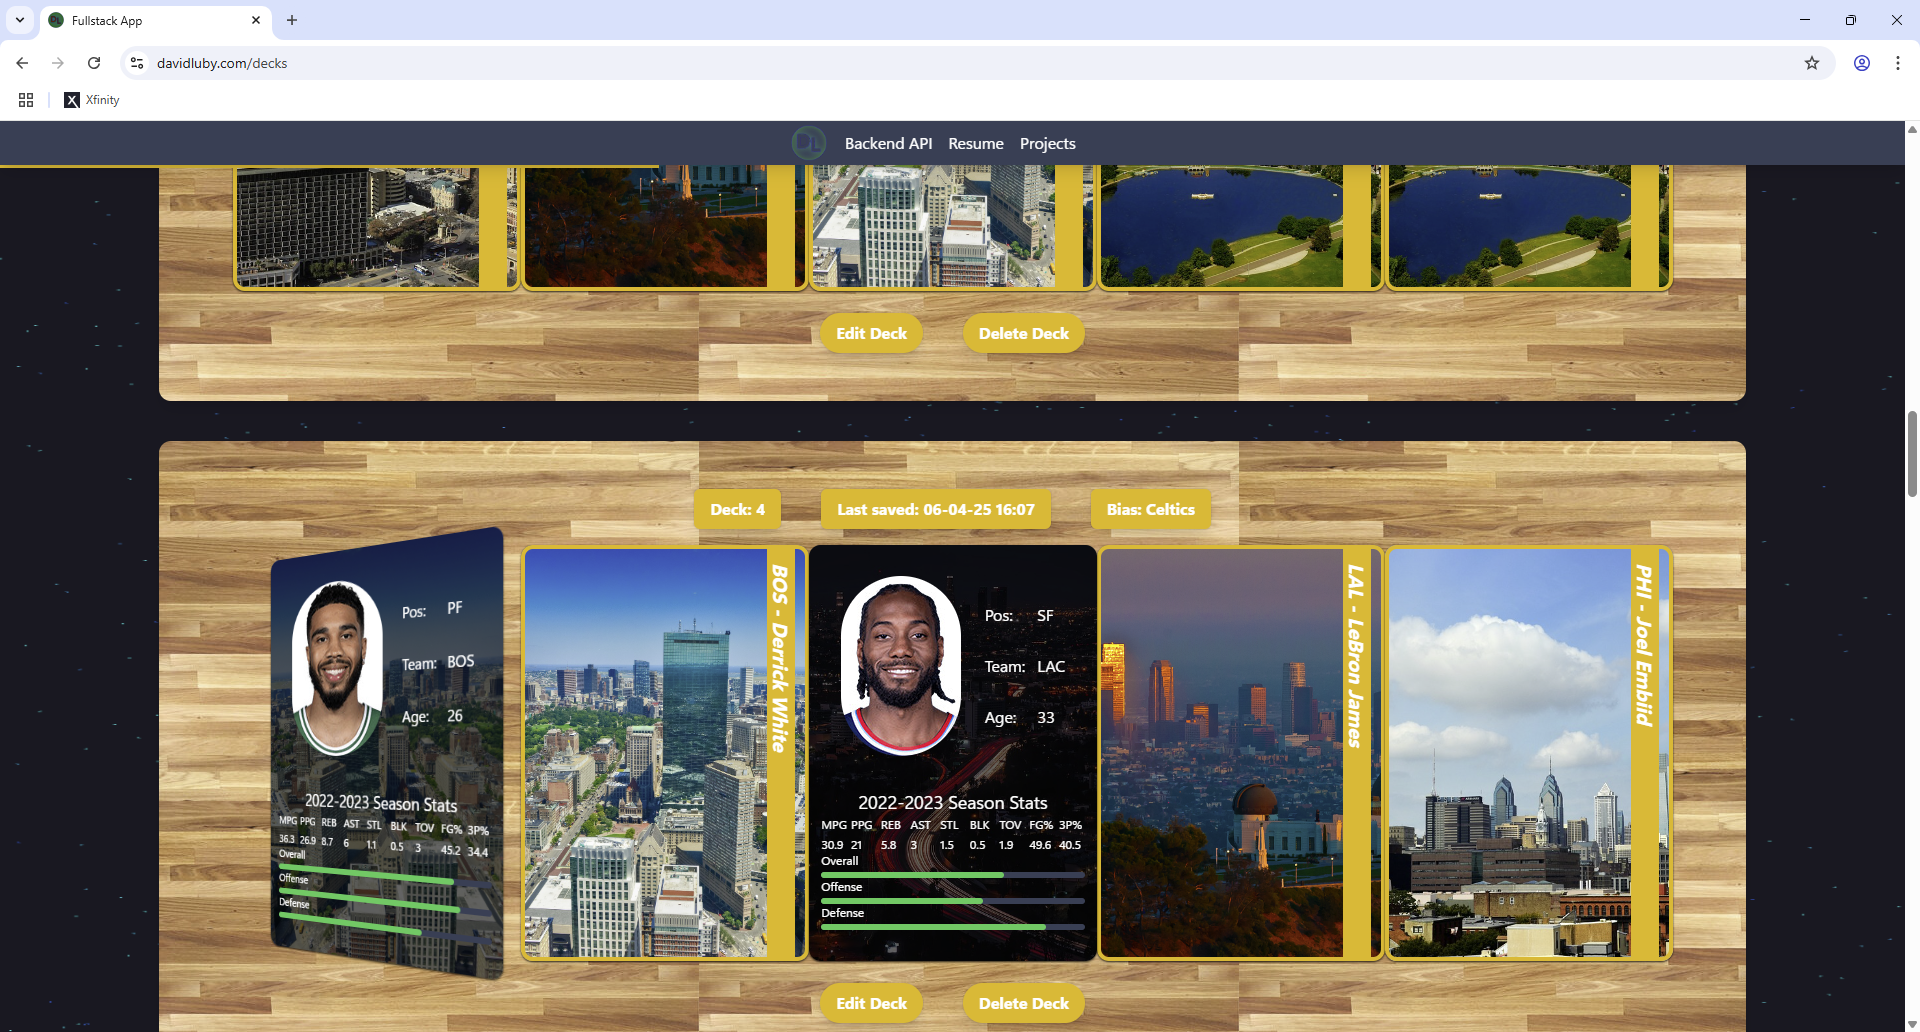 Fullstack App
davidluby.com/decks
Xfinity
DL
Backend API
Resume
Projects
Edit Deck
Delete Deck
Deck: 4
Last saved: 06-04-25 16:07
Bias: Celtics
Pos: PF
Team: BOS
Age: 26
2022-2023 Season Stats
MPG PPG REB AST STL BLK TOV FG% 3P%
36.3 26.9 8.7 6 1.1 0.5 3 45.2 34.4
Overall
Offense
Defense
BOS - Derrick White
Pos: SF
Team: LAC
Age: 33
2022-2023 Season Stats
MPG PPG REB AST STL BLK TOV FG% 3P%
30.9 21 5.8 3 1.5 0.5 1.9 49.6 40.5
Overall
Offense
Defense
LAL - LeBron James
PHI - Joel Embiid
Edit Deck
Delete Deck